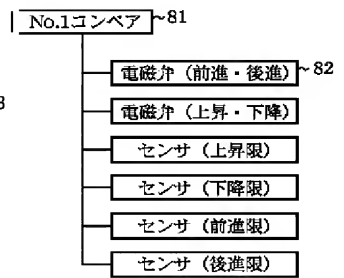 No.1コンベア ~81
電磁弁（前進・後進） ~82
電磁弁（上昇・下降）
センサ（上昇限）
センサ（下降限）
センサ（前進限）
センサ（後進限）